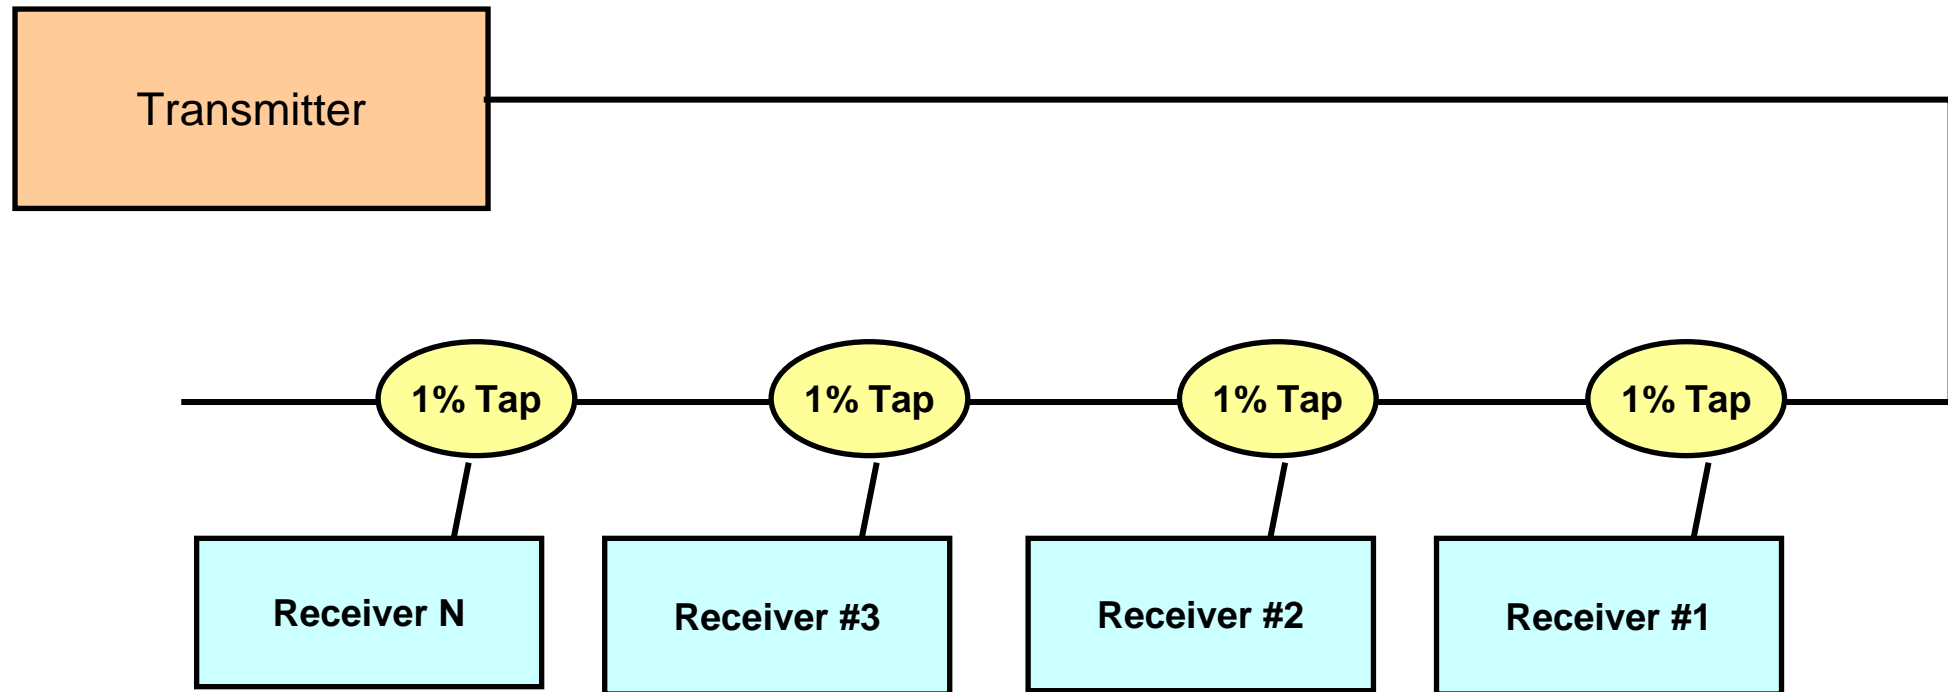 Transmitter
1% Tap
1% Tap
1% Tap
1% Tap
Receiver N
Receiver #3
Receiver #2
Receiver #1